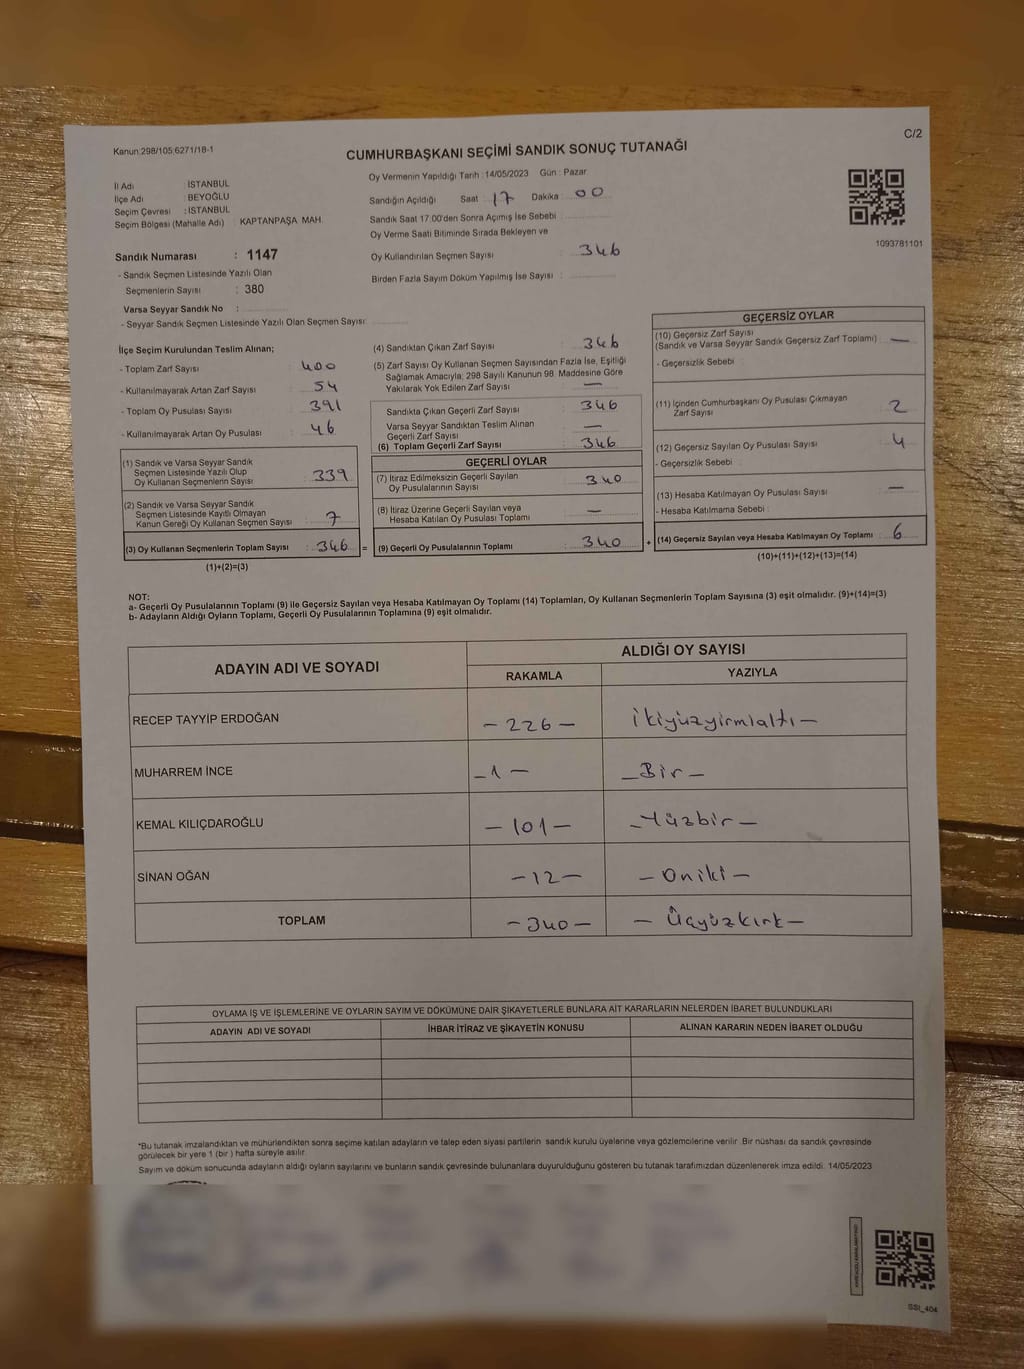 Kanun:298/105;6271/18-1
C/2
CUMHURBAŞKANI SEÇİMİ SANDIK SONUÇ TUTANAĞI
Oy Vermenin Yapıldığı Tarih : 14/05/2023 Gün : Pazar
İl Adı : İSTANBUL
İlçe Adı : BEYOĞLU
Seçim Çevresi : İSTANBUL
Seçim Bölgesi (Mahalle Adı) : KAPTANPAŞA MAH.
Sandığın Açıldığı Saat 17 Dakika 00
Sandık Saat 17:00'den Sonra Açımış İse Sebebi
Oy Verme Saati Bitiminde Sırada Bekleyen ve
Oy Kullandırılan Seçmen Sayısı : 346
Birden Fazla Sayım Döküm Yapılmış İse Sayısı :
1093781101
Sandık Numarası : 1147
- Sandık Seçmen Listesinde Yazılı Olan
Seçmenlerin Sayısı : 380
Varsa Seyyar Sandık No :
- Seyyar Sandık Seçmen Listesinde Yazılı Olan Seçmen Sayısı:
İlçe Seçim Kurulundan Teslim Alınan;
- Toplam Zarf Sayısı : 400
- Kullanılmayarak Artan Zarf Sayısı : 54
- Toplam Oy Pusulası Sayısı : 391
- Kullanılmayarak Artan Oy Pusulası : 46
(1) Sandık ve Varsa Seyyar Sandık
Seçmen Listesinde Yazılı Olup
Oy Kullanan Seçmenlerin Sayısı : 339
(2) Sandık ve Varsa Seyyar Sandık
Seçmen Listesinde Kayıtlı Olmayan
Kanun Gereği Oy Kullanan Seçmen Sayısı : 7
(3) Oy Kullanan Seçmenlerin Toplam Sayısı : 346 =
(1)+(2)=(3)
(4) Sandıktan Çıkan Zarf Sayısı : 346
(5) Zarf Sayısı Oy Kullanan Seçmen Sayısından Fazla İse, Eşitliği
Sağlamak Amacıyla; 298 Sayılı Kanunun 98. Maddesine Göre
Yakılarak Yok Edilen Zarf Sayısı : —
Sandıkta Çıkan Geçerli Zarf Sayısı : 346
Varsa Seyyar Sandıktan Teslim Alınan
Geçerli Zarf Sayısı : —
(6) Toplam Geçerli Zarf Sayısı : 346
GEÇERLİ OYLAR
(7) İtiraz Edilmeksizin Geçerli Sayılan
Oy Pusulalarının Sayısı : 340
(8) İtiraz Üzerine Geçerli Sayılan veya
Hesaba Katılan Oy Pusulası Toplamı : —
(9) Geçerli Oy Pusulalarının Toplamı : 340 +
GEÇERSİZ OYLAR
(10) Geçersiz Zarf Sayısı
(Sandık ve Varsa Seyyar Sandık Geçersiz Zarf Toplamı) —
- Geçersizlik Sebebi :
(11) İçinden Cumhurbaşkanı Oy Pusulası Çıkmayan
Zarf Sayısı 2
(12) Geçersiz Sayılan Oy Pusulası Sayısı 4
- Geçersizlik Sebebi :
(13) Hesaba Katılmayan Oy Pusulası Sayısı —
- Hesaba Katılmama Sebebi :
(14) Geçersiz Sayılan veya Hesaba Katılmayan Oy Toplamı : 6
(10)+(11)+(12)+(13)=(14)
NOT:
a- Geçerli Oy Pusulalarının Toplamı (9) ile Geçersiz Sayılan veya Hesaba Katılmayan Oy Toplamı (14) Toplamları, Oy Kullanan Seçmenlerin Toplam Sayısına (3) eşit olmalıdır. (9)+(14)=(3)
b- Adayların Aldığı Oyların Toplamı, Geçerli Oy Pusulalarının Toplamına (9) eşit olmalıdır.
ADAYIN ADI VE SOYADI
ALDIĞI OY SAYISI
RAKAMLA YAZIYLA
RECEP TAYYİP ERDOĞAN — 226 — ikiyüzyirmialtı —
MUHARREM İNCE — 1 — — Bir —
KEMAL KILIÇDAROĞLU — 101 — — Yüzbir —
SİNAN OĞAN — 12 — — Oniki —
TOPLAM — 340 — — Üçyüzkırk —
OYLAMA İŞ VE İŞLEMLERİNE VE OYLARIN SAYIM VE DÖKÜMÜNE DAİR ŞİKAYETLERLE BUNLARA AİT KARARLARIN NELERDEN İBARET BULUNDUKLARI
ADAYIN ADI VE SOYADI İHBAR İTİRAZ VE ŞİKAYETİN KONUSU ALINAN KARARIN NEDEN İBARET OLDUĞU
*Bu tutanak imzalandıktan ve mühürlendikten sonra seçime katılan adayların ve talep eden siyasi partilerin sandık kurulu üyelerine veya gözlemcilerine verilir. Bir nüshası da sandık çevresinde
görülecek bir yere 1 (bir) hafta süreyle asılır.
Sayım ve döküm sonucunda adayların aldığı oyların sayılarını ve bunların sandık çevresinde bulunanlara duyurulduğunu gösteren bu tutanak tarafımızdan düzenlenerek imza edildi. 14/05/2023
SSI_404